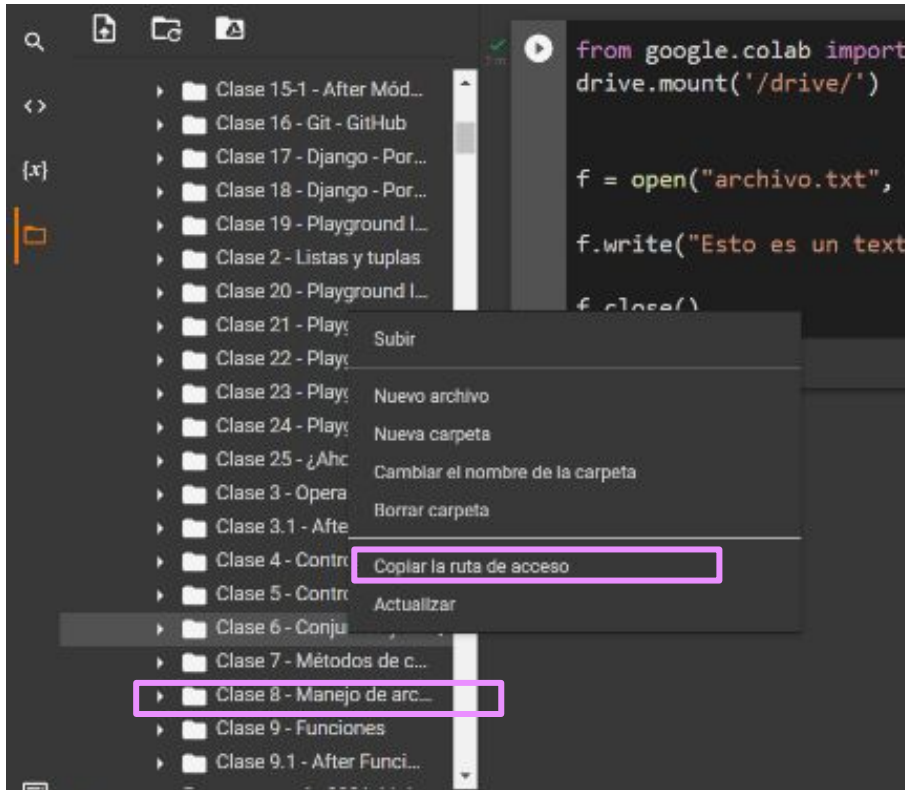 Clase 15-1 - After Mód...
Clase 16 - Git - GitHub
Clase 17 - Django - Por...
Clase 18 - Django - Por...
Clase 19 - Playground I...
Clase 2 - Listas y tuplas
Clase 20 - Playground I...
Clase 21 - Play
Clase 22 - Play
Clase 23 - Play
Clase 24 - Play
Clase 25 - ¿Aho
Clase 3 - Opera
Clase 3.1 - Afte
Clase 4 - Contro
Clase 5 - Contro
Clase 6 - Conju
Clase 7 - Métodos de c...
Clase 8 - Manejo de arc...
Clase 9 - Funciones
Clase 9.1 - After Funci...
{x}
from google.colab import
drive.mount('/drive/')
f = open("archivo.txt",
f.write("Esto es un text
f.close()
Subir
Nuevo archivo
Nueva carpeta
Cambiar el nombre de la carpeta
Borrar carpeta
Copiar la ruta de acceso
Actualizar